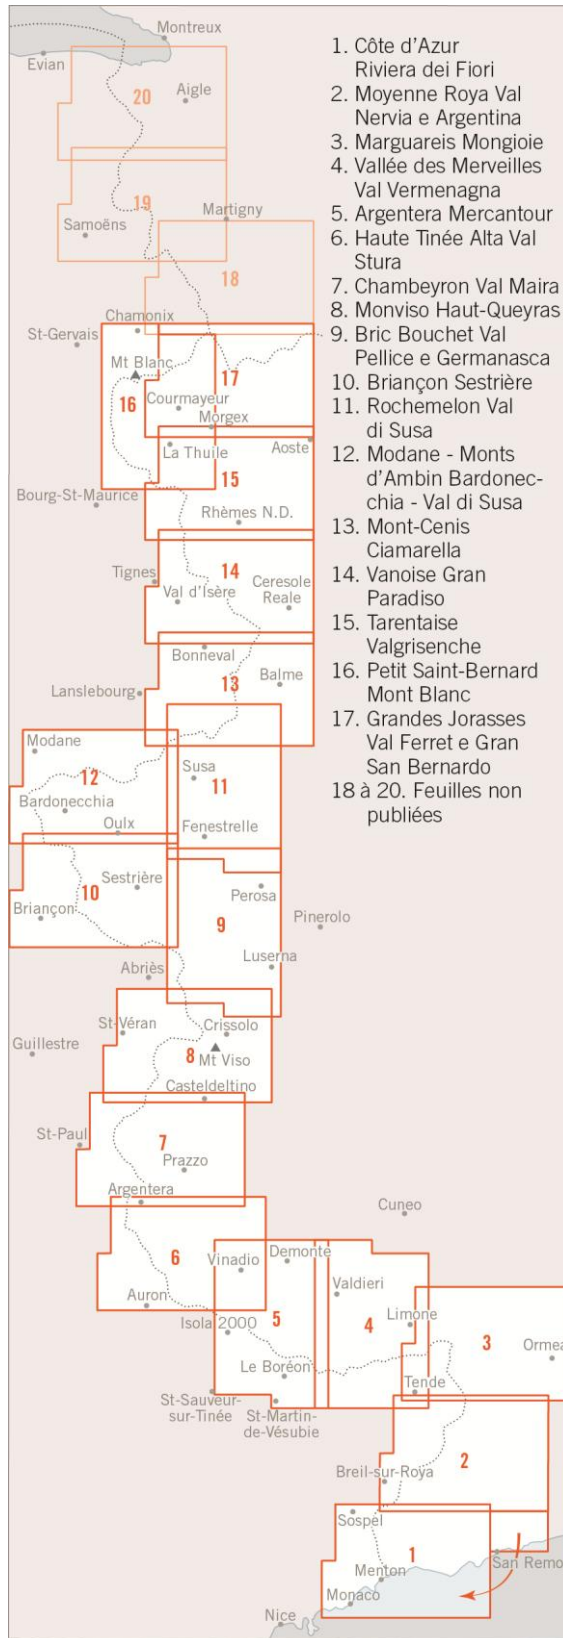 Montreux
Evian
20
Aigle
19
Samoëns
Martigny
18
Chamonix
St-Gervais
Mt Blanc
17
16
Courmayeur
Morgex
La Thuile
Aoste
15
Bourg-St-Maurice
Rhèmes N.D.
Tignes
14
Val d'Isère
Ceresole
Reale
Bonneval
13
Balme
Lanslebourg
Modane
12
Susa
11
Bardonecchia
Oulx
Fenestrelle
Sestrière
10
Perosa
Briançon
9
Pinerolo
Luserna
Abriès
St-Véran
Crissolo
Guillestre
8
Mt Viso
Casteldeltino
St-Paul
7
Prazzo
Argentera
Cuneo
6
Vinadio
Demonte
Auron
Valdieri
Isola 2000
5
4
Limone
3
Ormea
Le Boréon
Tende
St-Sauveur-
sur-Tinée
St-Martin-
de-Vésubie
2
Breil-sur-Roya
Sospel
1
San Remo
Menton
Monaco
Nice
1. Côte d'Azur
Riviera dei Fiori
2. Moyenne Roya Val
Nervia e Argentina
3. Marguareis Mongioie
4. Vallée des Merveilles
Val Vermenagna
5. Argentera Mercantour
6. Haute Tinée Alta Val
Stura
7. Chambeyron Val Maira
8. Monviso Haut-Queyras
9. Bric Bouchet Val
Pellice e Germanasca
10. Briançon Sestrière
11. Rochemelon Val
di Susa
12. Modane - Monts
d'Ambin Bardonec-
chia - Val di Susa
13. Mont-Cenis
Ciamarella
14. Vanoise Gran
Paradiso
15. Tarentaise
Valgrisenche
16. Petit Saint-Bernard
Mont Blanc
17. Grandes Jorasses
Val Ferret e Gran
San Bernardo
18 à 20. Feuilles non
publiées